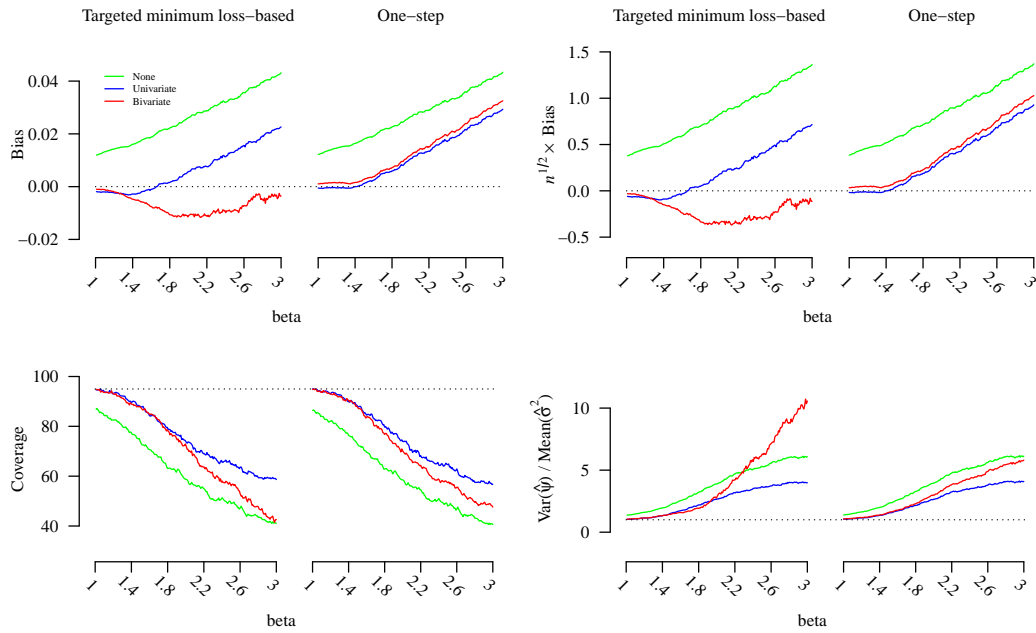 Targeted minimum loss−based One−step
Bias
0.04
0.02
0.00
−0.02
None
Univariate
Bivariate
1 1.4 1.8 2.2 2.6 3
1 1.4 1.8 2.2 2.6 3
beta
Targeted minimum loss−based One−step
n^{1/2} × Bias
1.5
1.0
0.5
0.0
−0.5
1 1.4 1.8 2.2 2.6 3
1 1.4 1.8 2.2 2.6 3
beta
Coverage
100
80
60
40
1 1.4 1.8 2.2 2.6 3
1 1.4 1.8 2.2 2.6 3
beta
Var(ψ̂) / Mean(σ̂^2)
10
5
0
1 1.4 1.8 2.2 2.6 3
1 1.4 1.8 2.2 2.6 3
beta